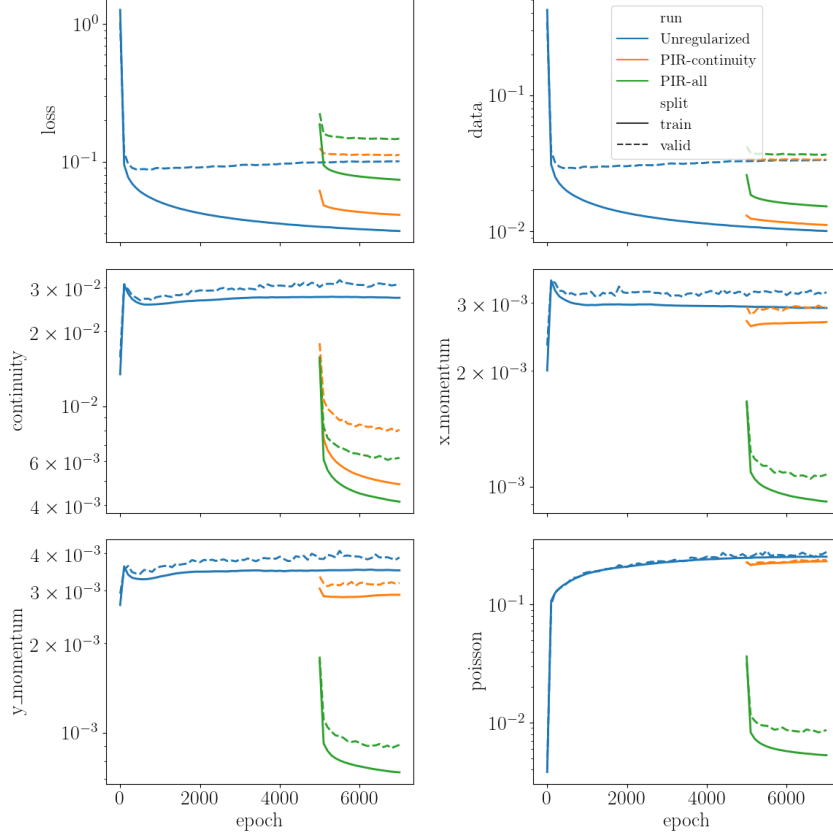 10⁰
10⁻¹
loss
10⁻¹
10⁻²
data
run
Unregularized
PIR-continuity
PIR-all
split
train
valid
3 × 10⁻²
2 × 10⁻²
10⁻²
6 × 10⁻³
4 × 10⁻³
continuity
3 × 10⁻³
2 × 10⁻³
10⁻³
x_momentum
4 × 10⁻³
3 × 10⁻³
2 × 10⁻³
10⁻³
y_momentum
0 2000 4000 6000
epoch
10⁻¹
10⁻²
poisson
0 2000 4000 6000
epoch